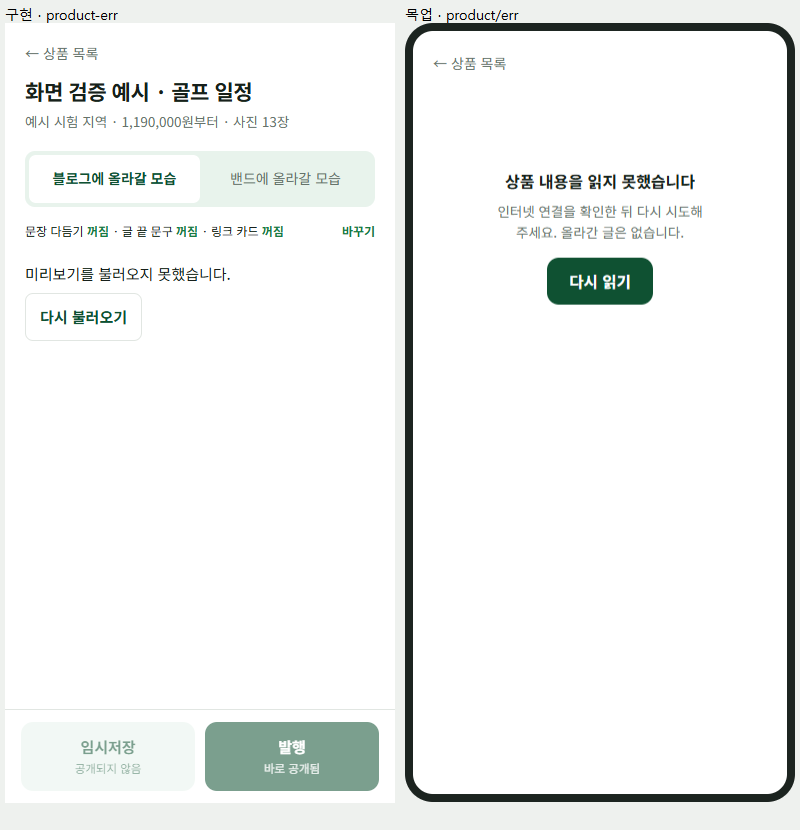 구현 · product-err
← 상품 목록
화면 검증 예시 · 골프 일정
예시 시험 지역 · 1,190,000원부터 · 사진 13장
블로그에 올라갈 모습
밴드에 올라갈 모습
문장 다듬기 꺼짐 · 글 끝 문구 꺼짐 · 링크 카드 꺼짐
바꾸기
미리보기를 불러오지 못했습니다.
다시 불러오기
임시저장
공개되지 않음
발행
바로 공개됨
목업 · product/err
← 상품 목록
상품 내용을 읽지 못했습니다
인터넷 연결을 확인한 뒤 다시 시도해
주세요. 올라간 글은 없습니다.
다시 읽기